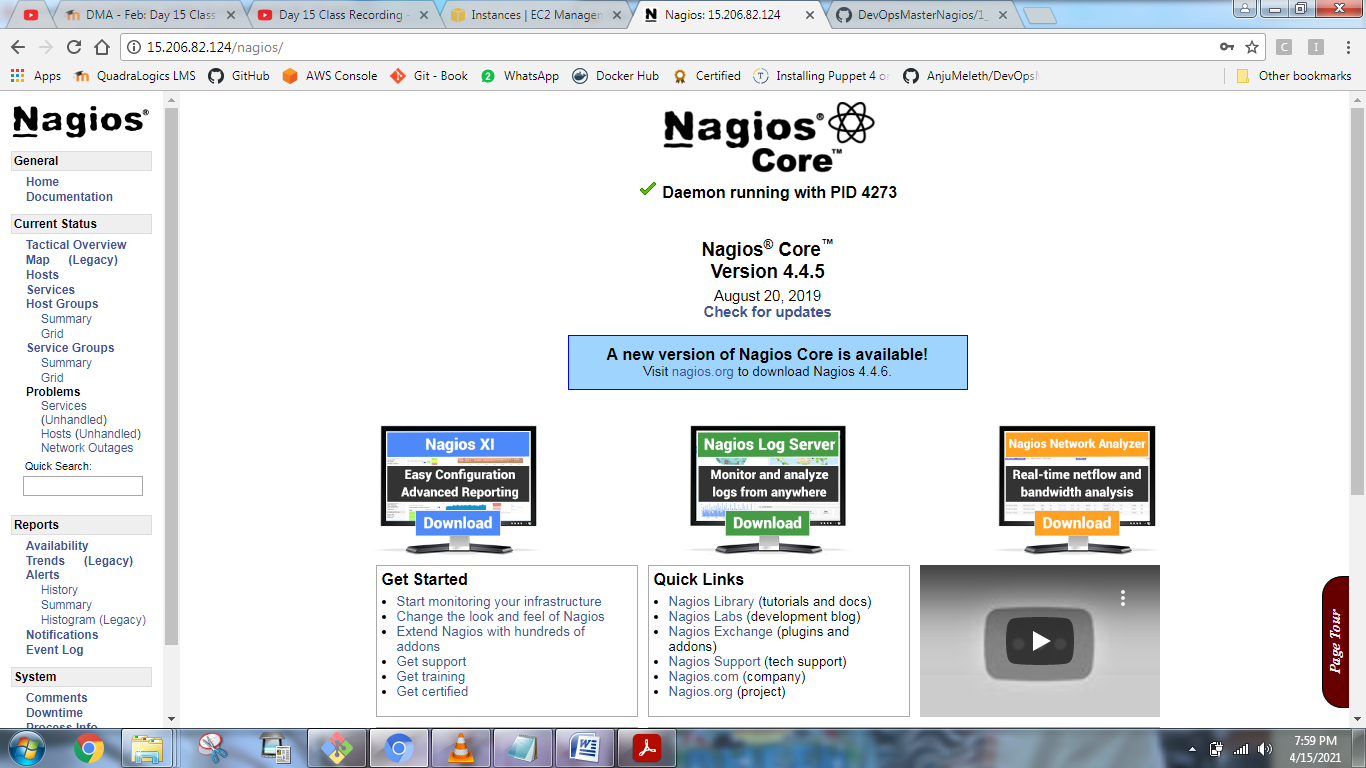 DMA - Feb: Day 15 Class
Day 15 Class Recording -
Instances | EC2 Managem
Nagios: 15.206.82.124
DevOpsMasterNagios/1_
15.206.82.124/nagios/
Apps
QuadraLogics LMS
GitHub
AWS Console
Git - Book
2 WhatsApp
Docker Hub
Certified
Installing Puppet 4 or
AnjuMeleth/DevOps
Other bookmarks
Nagios®
General
Home
Documentation
Current Status
Tactical Overview
Map (Legacy)
Hosts
Services
Host Groups
Summary
Grid
Service Groups
Summary
Grid
Problems
Services
(Unhandled)
Hosts (Unhandled)
Network Outages
Quick Search:
Reports
Availability
Trends (Legacy)
Alerts
History
Summary
Histogram (Legacy)
Notifications
Event Log
System
Comments
Downtime
Process Info
Nagios®
Core™
Daemon running with PID 4273
Nagios® Core™
Version 4.4.5
August 20, 2019
Check for updates
A new version of Nagios Core is available!
Visit nagios.org to download Nagios 4.4.6.
Nagios XI
Easy Configuration
Advanced Reporting
Download
Nagios Log Server
Monitor and analyze
logs from anywhere
Download
Nagios Network Analyzer
Real-time netflow and
bandwidth analysis
Download
Get Started
Start monitoring your infrastructure
Change the look and feel of Nagios
Extend Nagios with hundreds of
addons
Get support
Get training
Get certified
Quick Links
Nagios Library (tutorials and docs)
Nagios Labs (development blog)
Nagios Exchange (plugins and
addons)
Nagios Support (tech support)
Nagios.com (company)
Nagios.org (project)
Page Tour
7:59 PM
4/15/2021